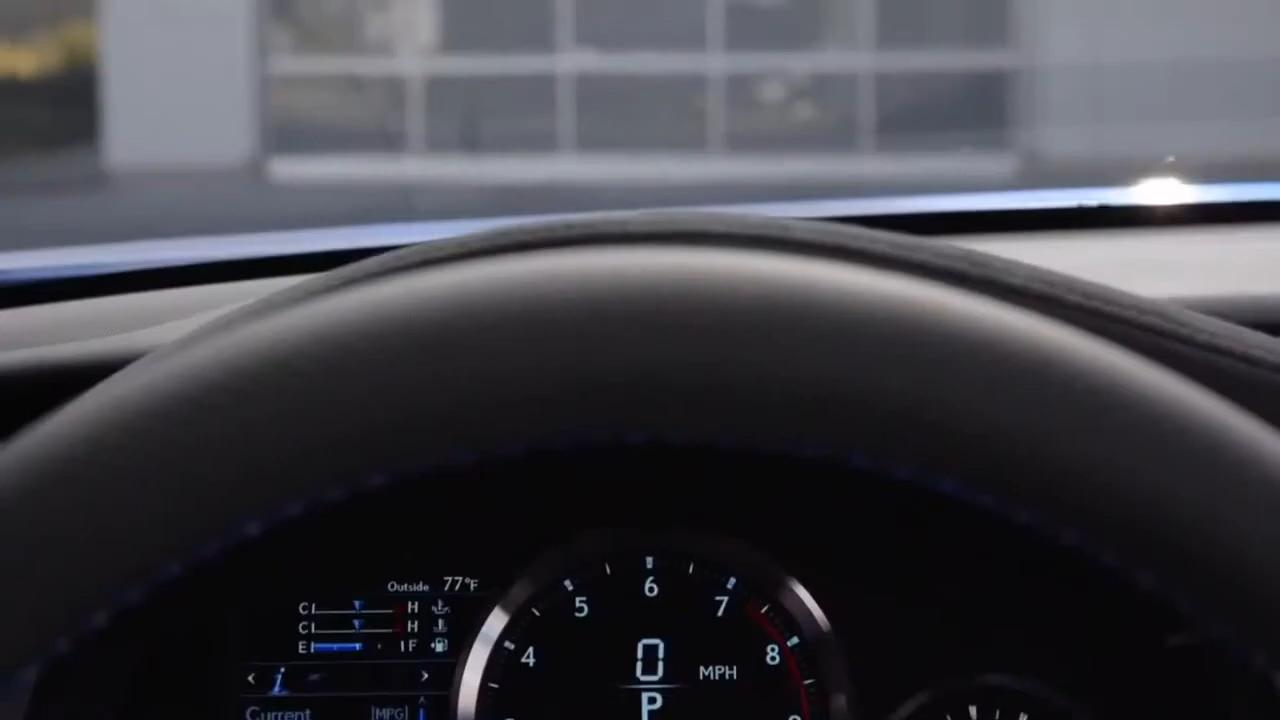 Outside 77°F
C H
C H
E F
< i >
Current MPG
4 5 6 7 8
0 MPH
P